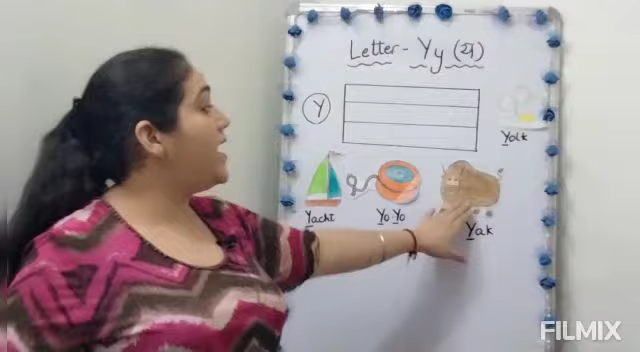 Letter - Yy (य)
Y
Yolk
Yacht
Yo Yo
Yak
FILMIX